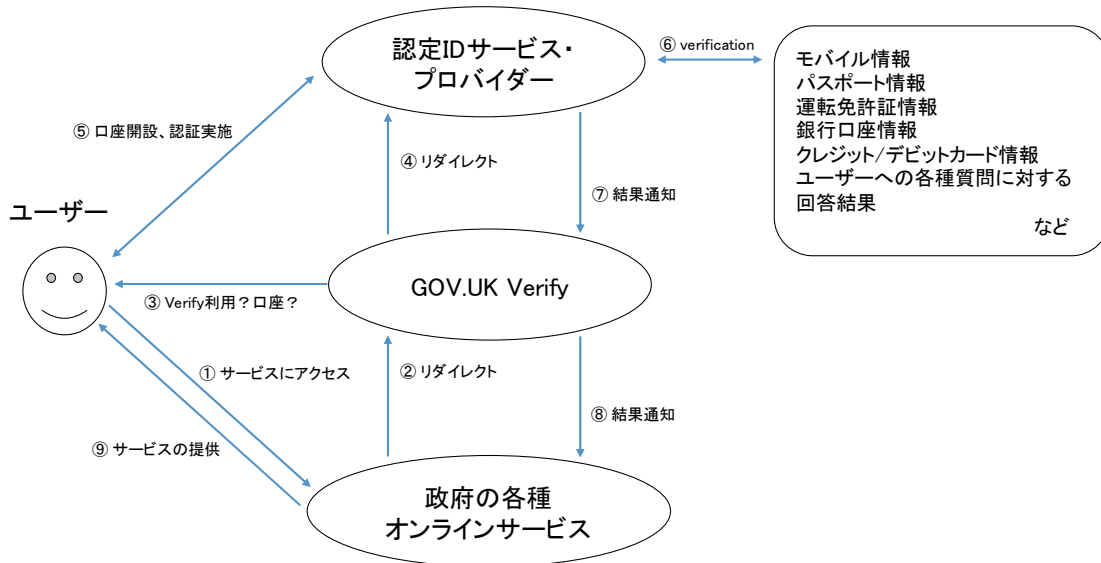 認定IDサービス・
プロバイダー
⑥ verification
モバイル情報
パスポート情報
運転免許証情報
銀行口座情報
クレジット/デビットカード情報
ユーザーへの各種質問に対する
回答結果
など
⑤ 口座開設、認証実施
④ リダイレクト
⑦ 結果通知
ユーザー
GOV.UK Verify
③ Verify利用？口座？
① サービスにアクセス
② リダイレクト
⑧ 結果通知
⑨ サービスの提供
政府の各種
オンラインサービス